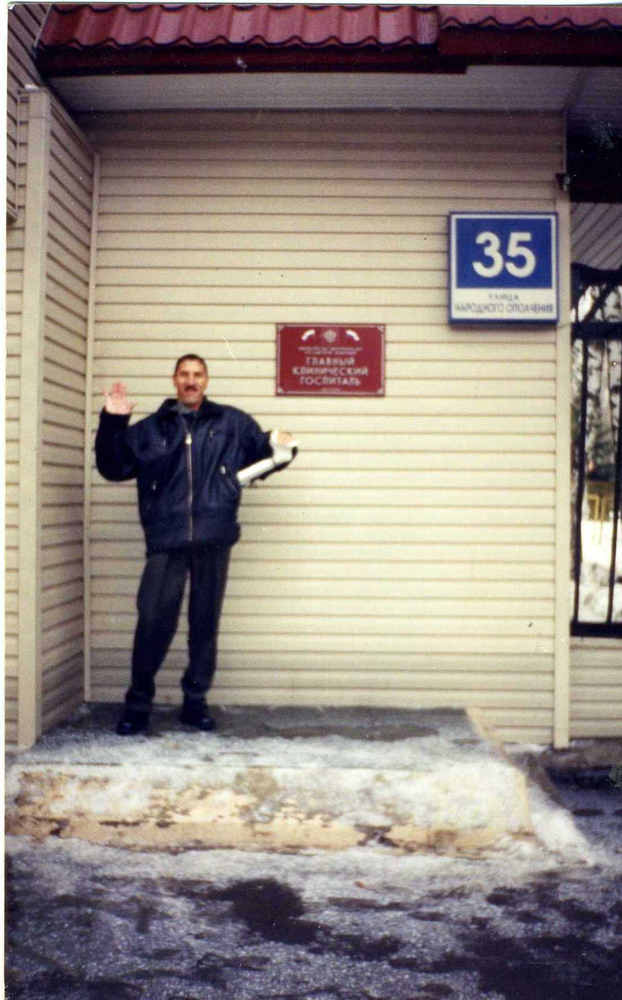 35
УЛИЦА
НАРОДНОГО ОПОЛЧЕНИЯ
ГЛАВНЫЙ
КЛИНИЧЕСКИЙ
ГОСПИТАЛЬ